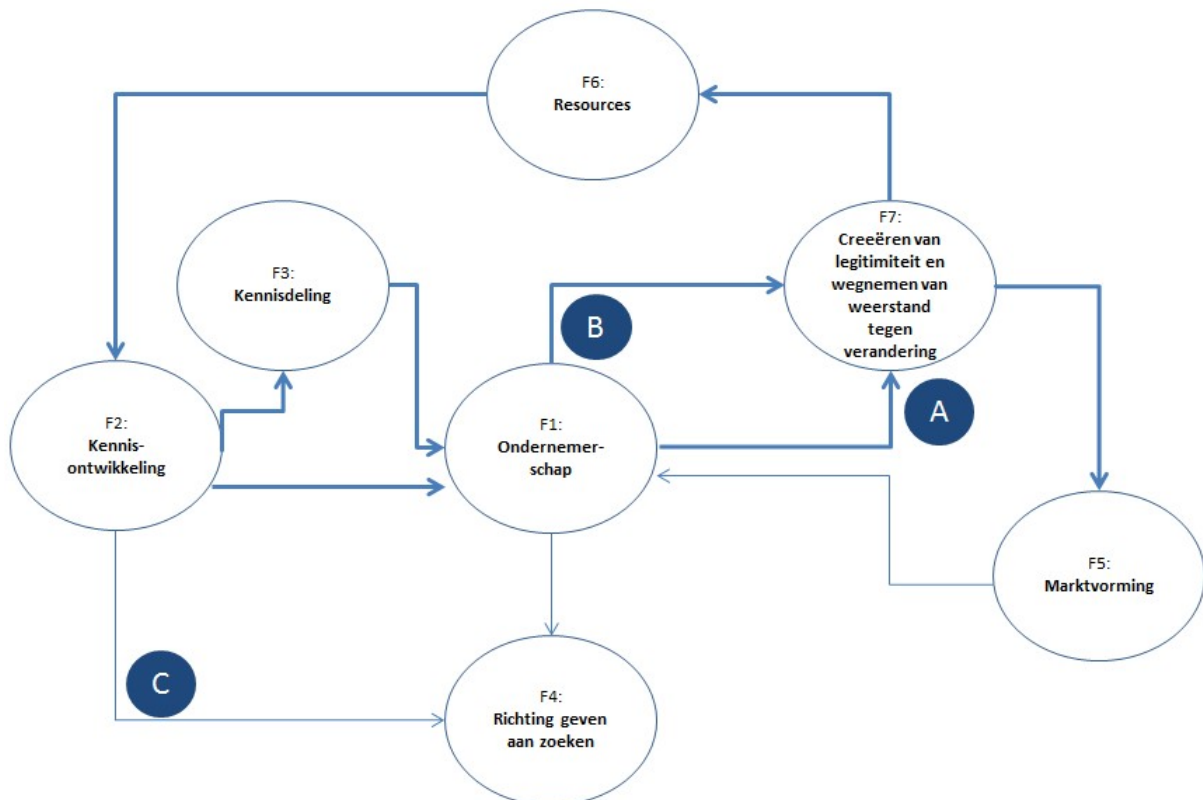 F6:
Resources
F7:
Creeëren van
legitimiteit en
wegnemen van
weerstand
tegen
verandering
F3:
Kennisdeling
B
A
F2:
Kennis-
ontwikkeling
F1:
Ondernemer-
schap
F5:
Marktvorming
C
F4:
Richting geven
aan zoeken